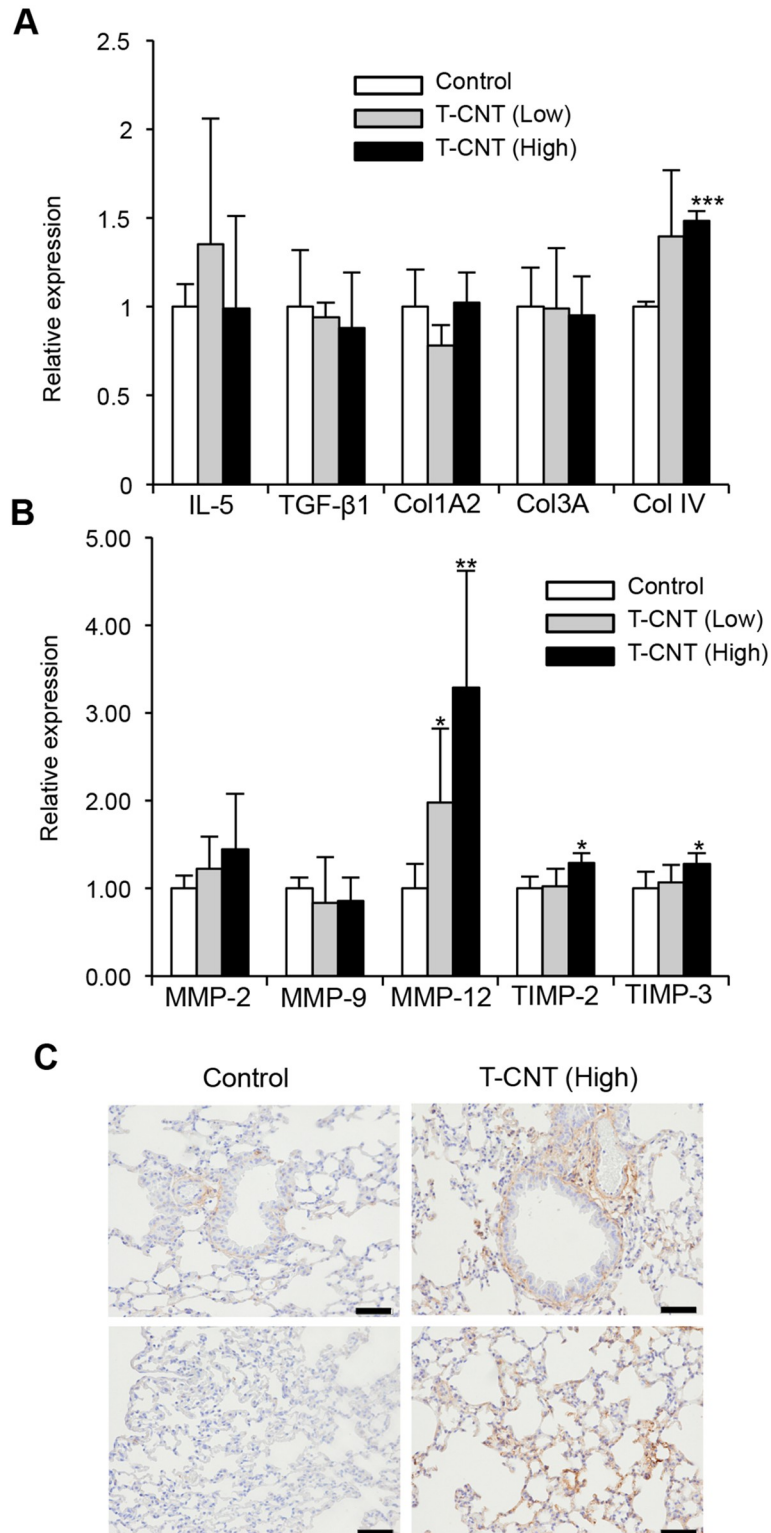 A
2.5
2
1.5
1
0.5
0
Relative expression
Control
T-CNT (Low)
T-CNT (High)
***
IL-5 TGF-β1 Col1A2 Col3A Col IV
B
5.00
4.00
3.00
2.00
1.00
0.00
Relative expression
Control
T-CNT (Low)
T-CNT (High)
* ** * *
MMP-2 MMP-9 MMP-12 TIMP-2 TIMP-3
C
Control T-CNT (High)